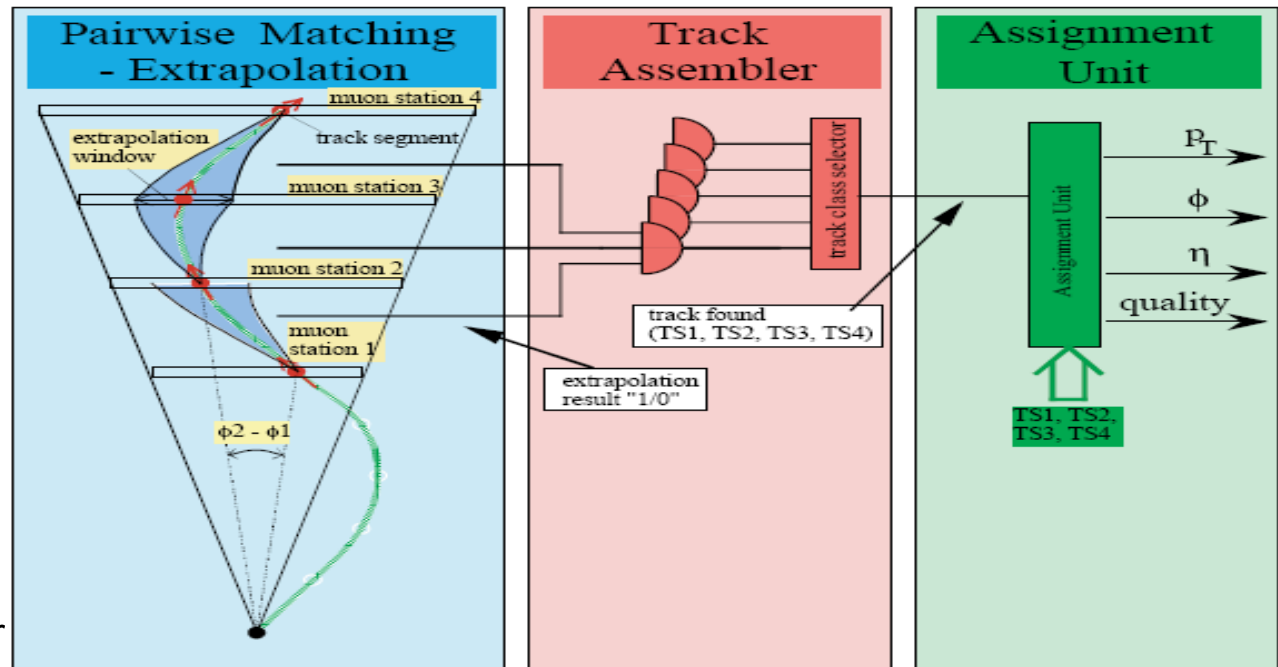 Pairwise Matching
- Extrapolation
muon station 4
extrapolation
window
track segment
muon station 3
muon station 2
muon
station 1
ϕ2 - ϕ1
extrapolation
result "1/0"
Track
Assembler
track class selector
track found
(TS1, TS2, TS3, TS4)
Assignment
Unit
Assignment Unit
PT
ϕ
η
quality
TS1, TS2,
TS3, TS4